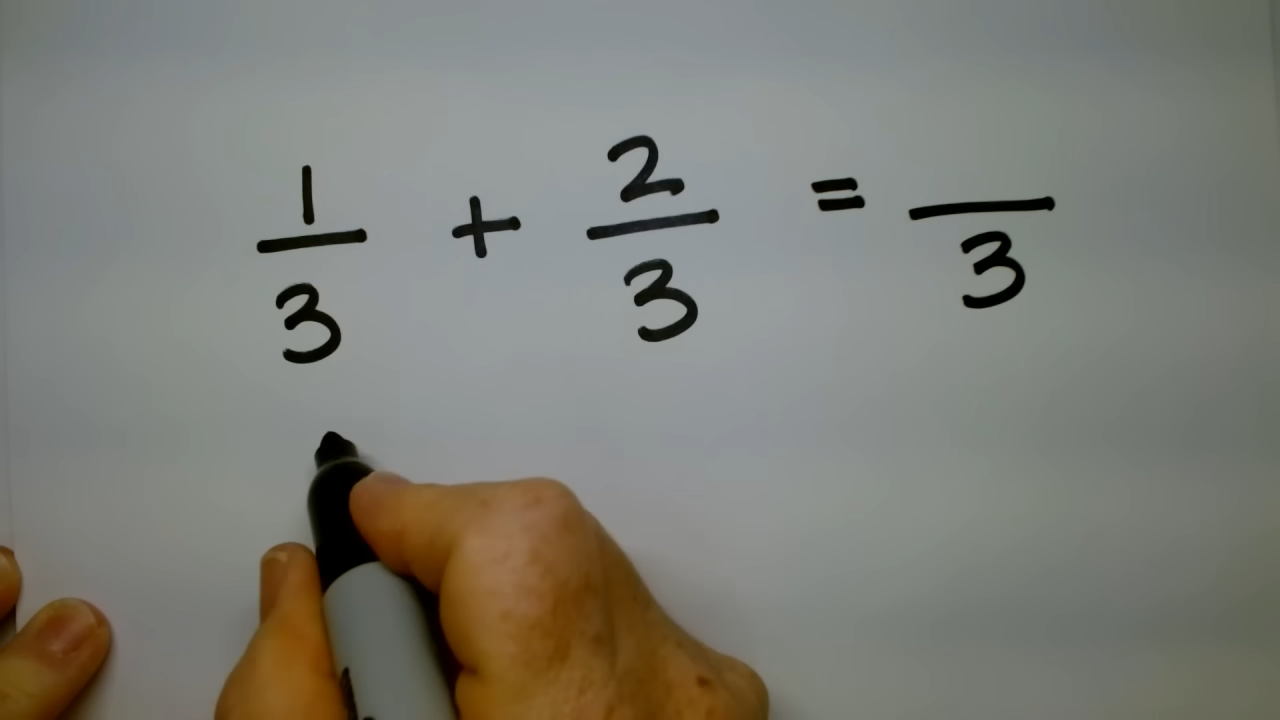 1/3 + 2/3 = /3